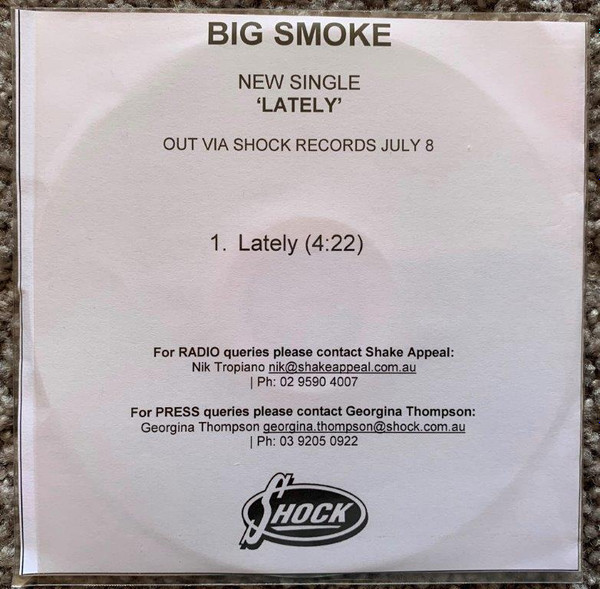 BIG SMOKE
NEW SINGLE
‘LATELY’
OUT VIA SHOCK RECORDS JULY 8
1. Lately (4:22)
For RADIO queries please contact Shake Appeal:
Nik Tropiano nik@shakeappeal.com.au
| Ph: 02 9590 4007
For PRESS queries please contact Georgina Thompson:
Georgina Thompson georgina.thompson@shock.com.au
| Ph: 03 9205 0922
SHOCK